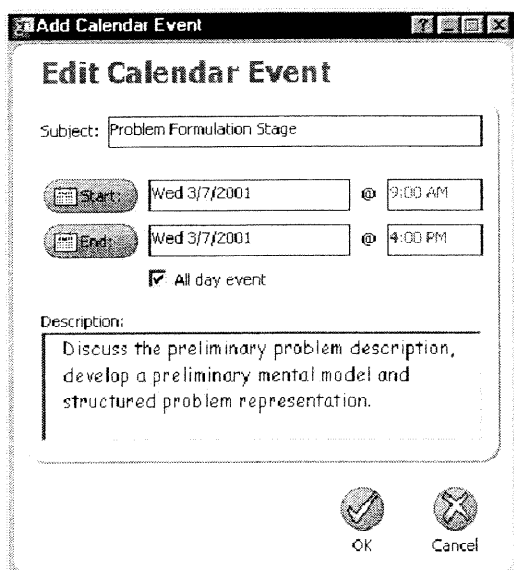 Add Calendar Event
Edit Calendar Event
Subject: Problem Formulation Stage
Start: Wed 3/7/2001 @ 9:00 AM
End: Wed 3/7/2001 @ 4:00 PM
All day event
Description:
Discuss the preliminary problem description,
develop a preliminary mental model and
structured problem representation.
OK Cancel